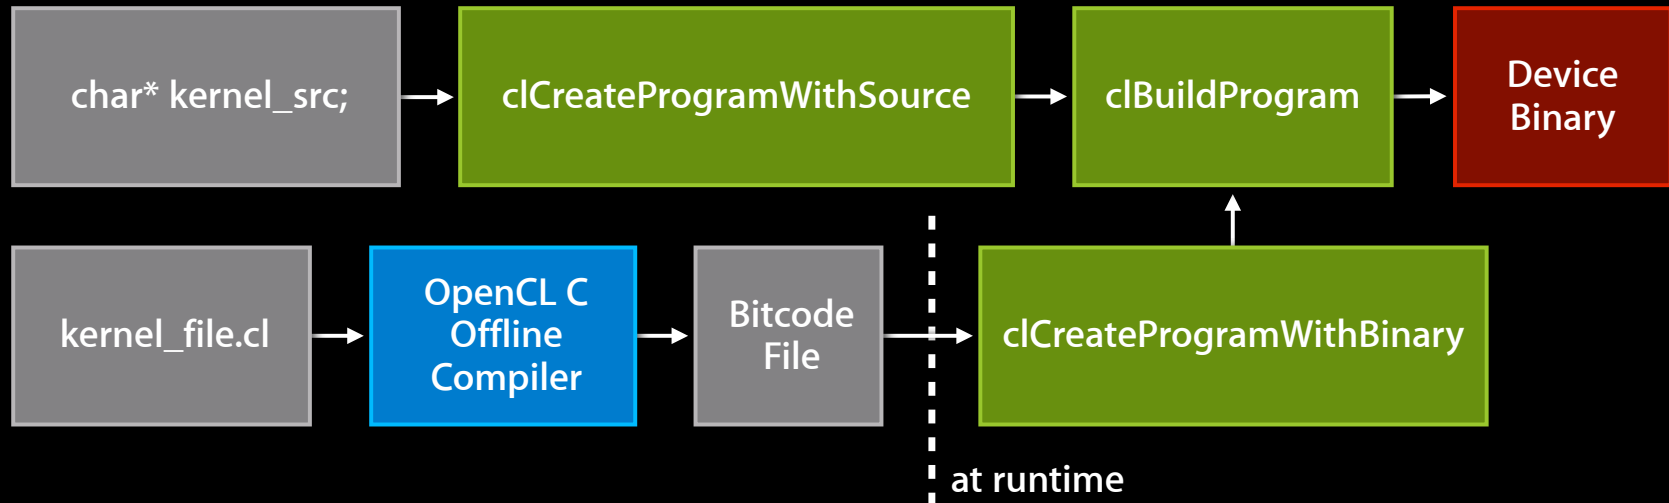 char* kernel_src;
clCreateProgramWithSource
clBuildProgram
Device
Binary
kernel_file.cl
OpenCL C
Offline
Compiler
Bitcode
File
clCreateProgramWithBinary
at runtime